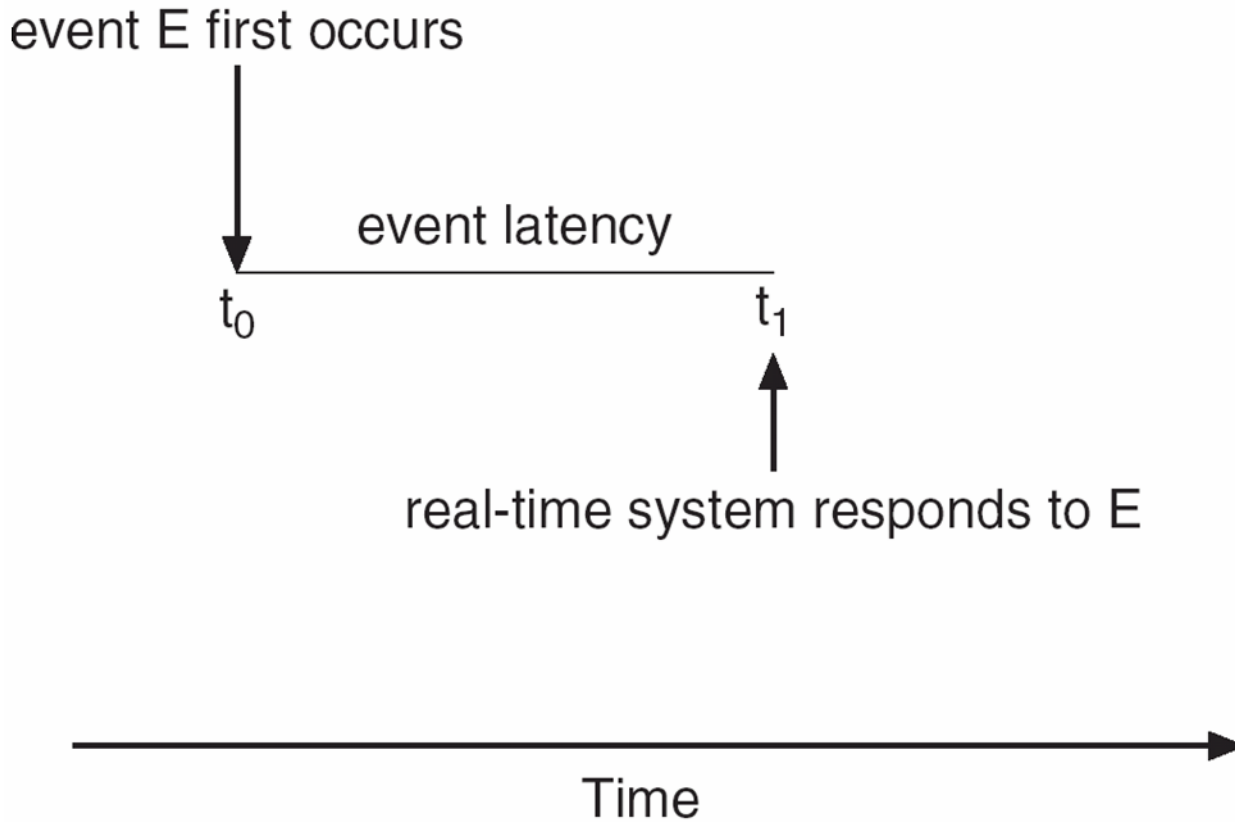 event E first occurs
event latency
t₀
t₁
real-time system responds to E
Time